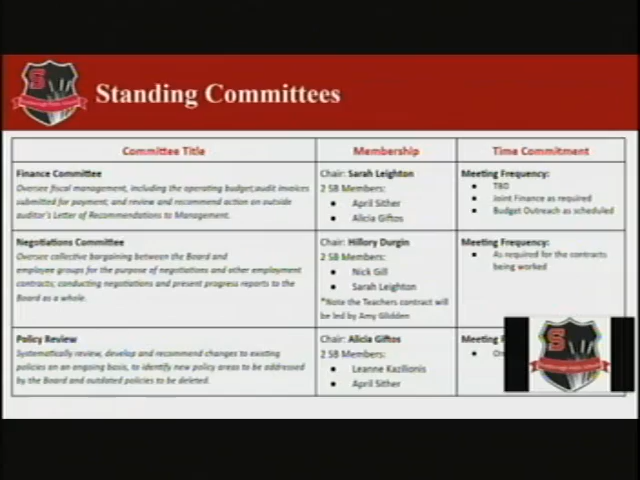 Standing Committees
Committee Title
Membership
Time Commitment
Finance Committee
Oversee fiscal management, including the operating budget,audit invoices
submitted for payment; and review and recommend action on outside
auditor's Letter of Recommendations to Management.
Chair: Sarah Leighton
2 SB Members:
April Sither
Alicia Giftos
Meeting Frequency:
TBD
Joint Finance as required
Budget Outreach as scheduled
Negotiations Committee
Oversee collective bargaining between the Board and
employee groups for the purpose of negotiations and other employment
contracts; conducting negotiations and present progress reports to the
Board as a whole.
Chair: Hillory Durgin
2 SB Members:
Nick Gill
Sarah Leighton
*Note the Teachers contract will
be led by Amy Glidden
Meeting Frequency:
As required for the contracts
being worked
Policy Review
Systematically review, develop and recommend changes to existing
policies on an ongoing basis, to identify new policy areas to be addressed
by the Board and outdated policies to be deleted.
Chair: Alicia Giftos
2 SB Members:
Leanne Kazilionis
April Sither
Meeting
S